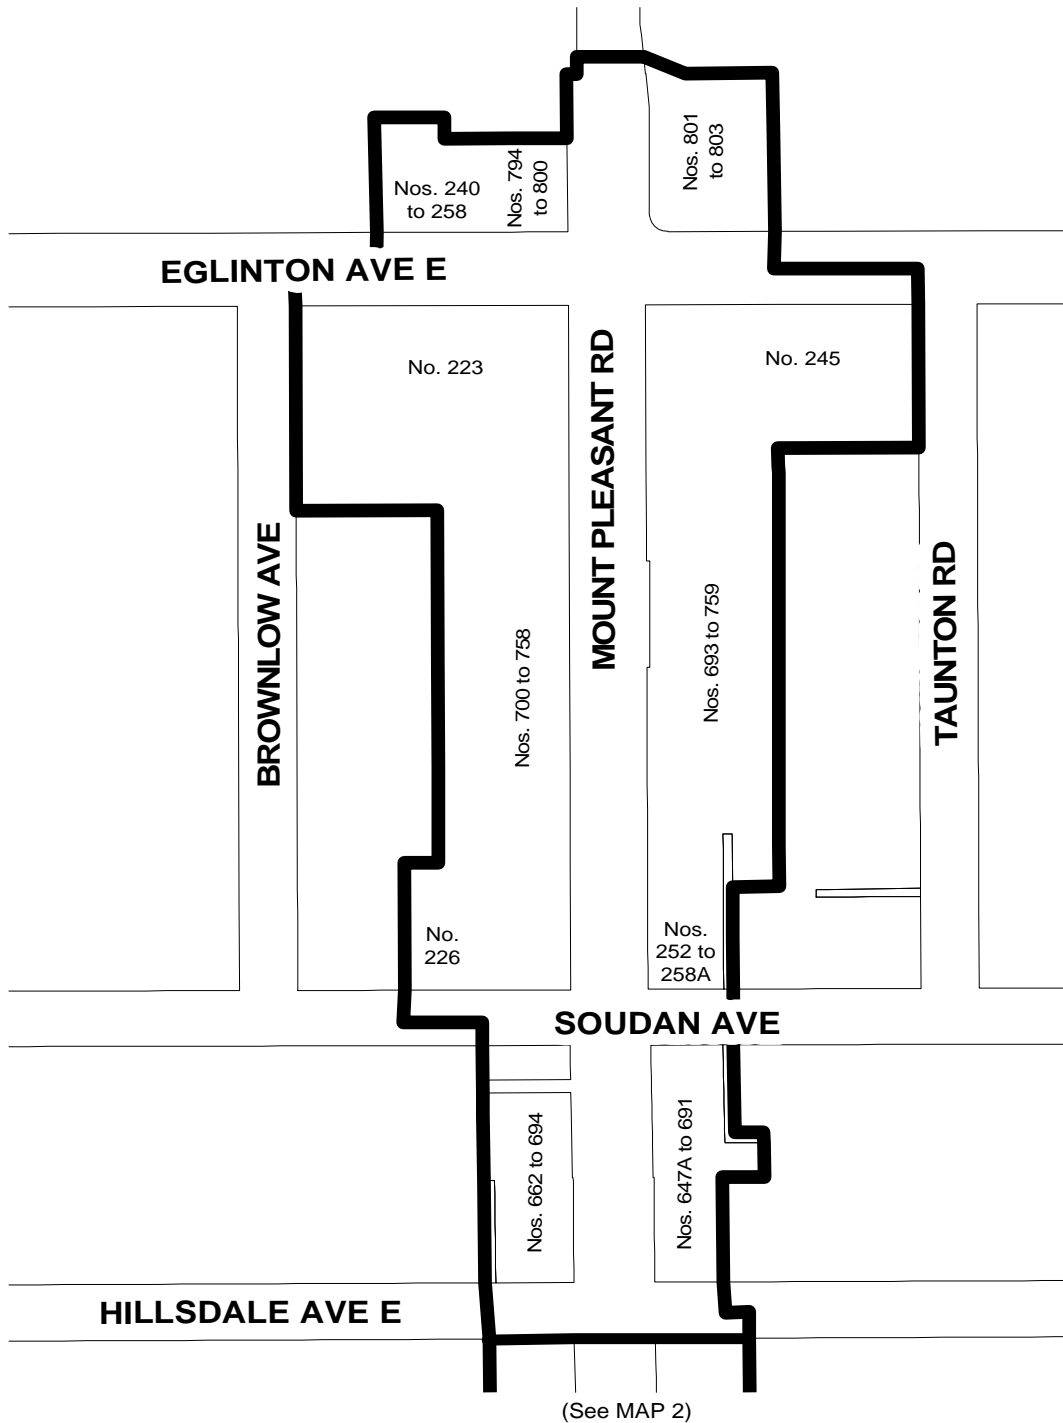 Nos. 801
to 803
Nos. 794
to 800
Nos. 240
to 258
EGLINTON AVE E
No. 223
No. 245
MOUNT PLEASANT RD
BROWNLOW AVE
TAUNTON RD
Nos. 700 to 758
Nos. 693 to 759
No.
226
Nos.
252 to
258A
SOUDAN AVE
Nos. 662 to 694
Nos. 647A to 691
HILLSDALE AVE E
(See MAP 2)